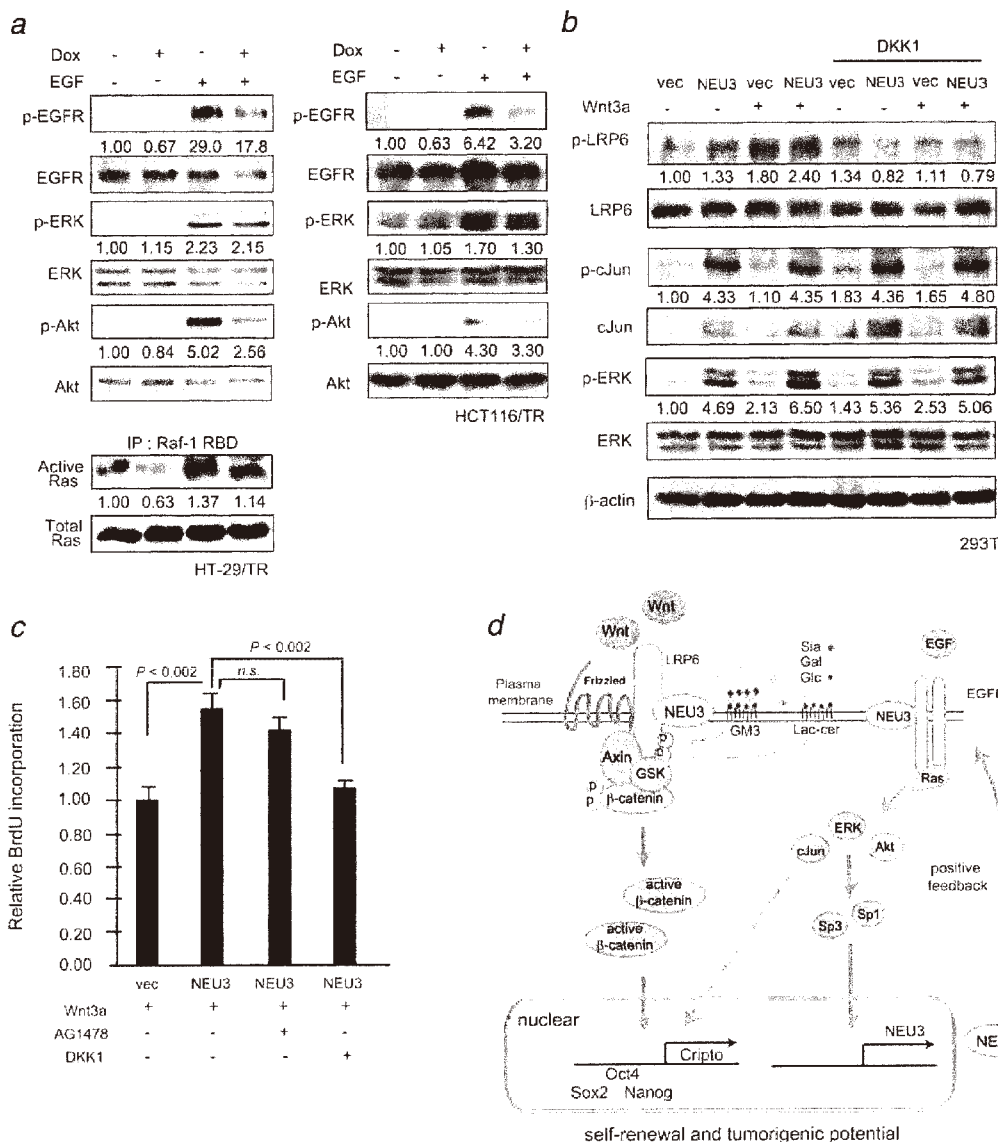 a
Dox - + - +
EGF - - + +
p-EGFR
1.00 0.67 29.0 17.8
EGFR
p-ERK
1.00 1.15 2.23 2.15
ERK
p-Akt
1.00 0.84 5.02 2.56
Akt
IP : Raf-1 RBD
Active Ras
1.00 0.63 1.37 1.14
Total Ras
HT-29/TR
Dox - + - +
EGF - - + +
p-EGFR
1.00 0.63 6.42 3.20
EGFR
p-ERK
1.00 1.05 1.70 1.30
ERK
p-Akt
1.00 1.00 4.30 3.30
Akt
HCT116/TR
b
DKK1
vec NEU3 vec NEU3 vec NEU3 vec NEU3
Wnt3a - - + + - - + +
p-LRP6
1.00 1.33 1.80 2.40 1.34 0.82 1.11 0.79
LRP6
p-cJun
1.00 4.33 1.10 4.35 1.83 4.36 1.65 4.80
cJun
p-ERK
1.00 4.69 2.13 6.50 1.43 5.36 2.53 5.06
ERK
β-actin
293T
c
Relative BrdU incorporation
1.80
1.60
1.40
1.20
1.00
1.80
1.60
1.40
1.20
0.00
P < 0.002
P < 0.002
n.s.
vec NEU3 NEU3 NEU3
Wnt3a + + + +
AG1478 - - + -
DKK1 - - - +
d
Wnt
Wnt
LRP6
Frizzled
Plasma
membrane
NEU3
Sia
Gal
Glc
GM3
Lac-cer
NEU3
EGF
EGF
Axin
GSK
p
p
p
p
β-catenin
Ras
ERK
cJun
Akt
positive
feedback
active
β-catenin
active
β-catenin
Sp3
Sp1
nuclear
Cripto
Oct4
Sox2 Nanog
NEU3
NE
self-renewal and tumorigenic potential